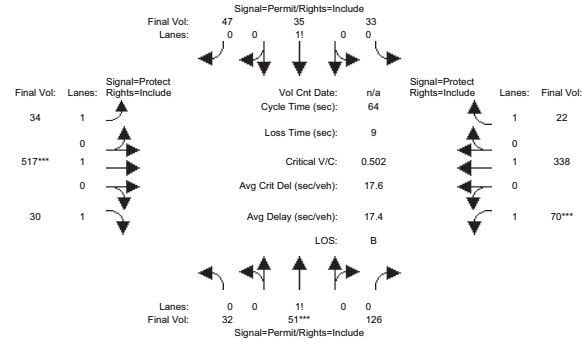 Signal=Permit/Rights=Include
Final Vol: 47 35 33
Lanes: 0 0 1! 0 0
Signal=Protect
Final Vol: Lanes: Rights=Include
Vol Cnt Date: n/a
Signal=Protect
Rights=Include Lanes: Final Vol:
Cycle Time (sec): 64
34 1
1 22
Loss Time (sec): 9
0
0
517*** 1
Critical V/C: 0.502
1 338
0
Avg Crit Del (sec/veh): 17.6
0
30 1
Avg Delay (sec/veh): 17.4
1 70***
LOS: B
Lanes: 0 0 1! 0 0
Final Vol: 32 51*** 126
Signal=Permit/Rights=Include